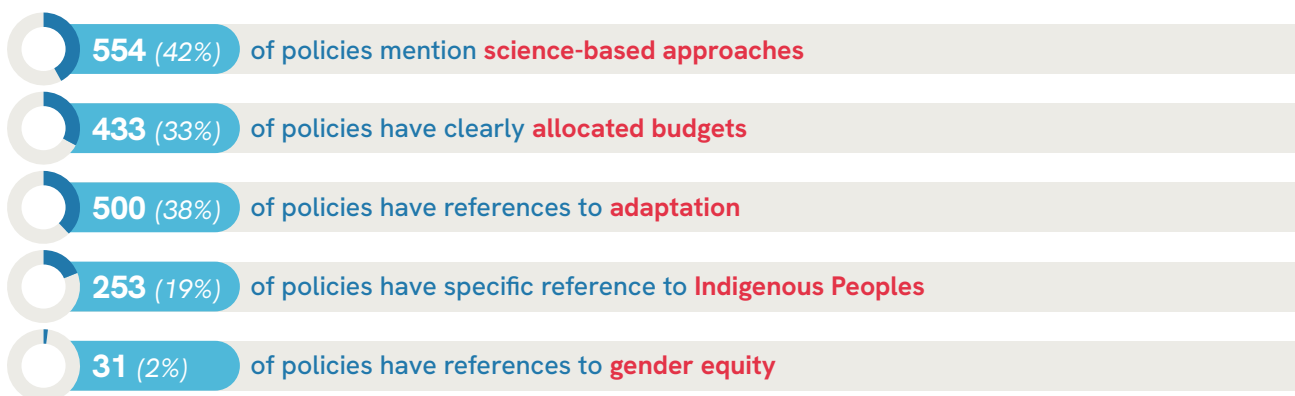 554 (42%) of policies mention science-based approaches
433 (33%) of policies have clearly allocated budgets
500 (38%) of policies have references to adaptation
253 (19%) of policies have specific reference to Indigenous Peoples
31 (2%) of policies have references to gender equity